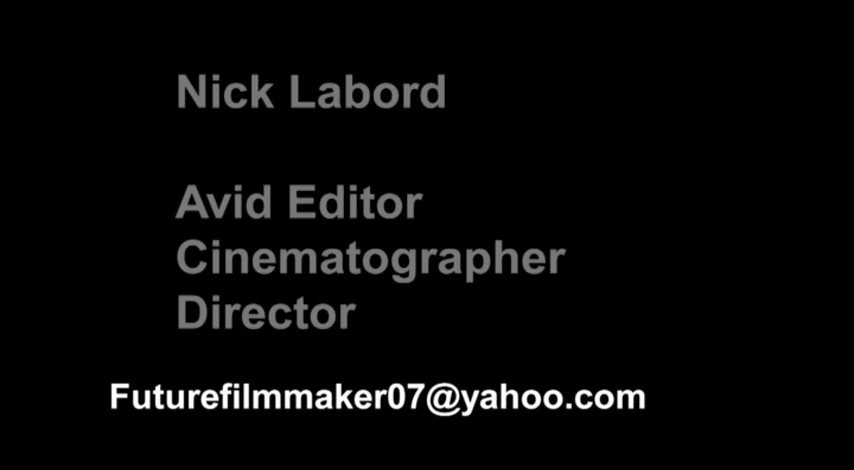 Nick Labord
Avid Editor
Cinematographer
Director
Futurefilmmaker07@yahoo.com